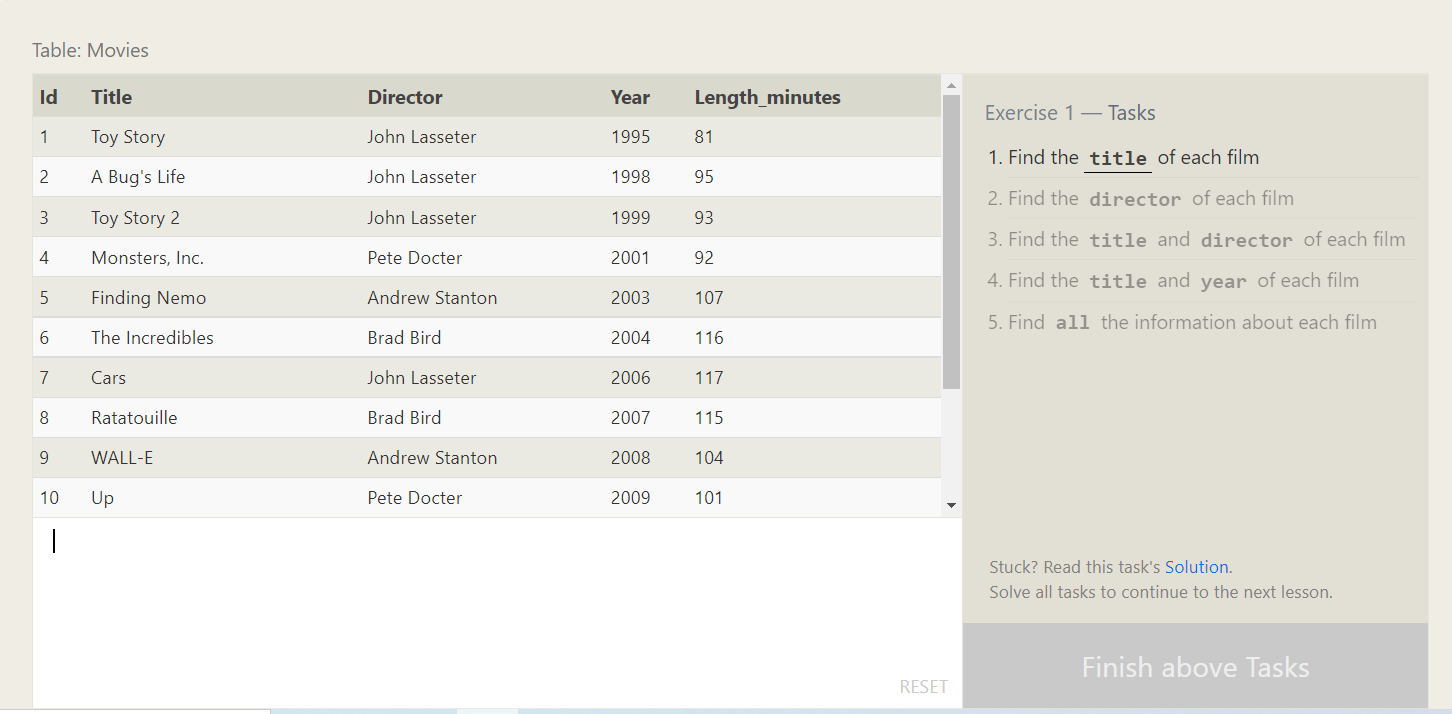 Table: Movies
Id Title Director Year Length_minutes
1 Toy Story John Lasseter 1995 81
2 A Bug's Life John Lasseter 1998 95
3 Toy Story 2 John Lasseter 1999 93
4 Monsters, Inc. Pete Docter 2001 92
5 Finding Nemo Andrew Stanton 2003 107
6 The Incredibles Brad Bird 2004 116
7 Cars John Lasseter 2006 117
8 Ratatouille Brad Bird 2007 115
9 WALL-E Andrew Stanton 2008 104
10 Up Pete Docter 2009 101
RESET
Exercise 1 — Tasks
1. Find the title of each film
2. Find the director of each film
3. Find the title and director of each film
4. Find the title and year of each film
5. Find all the information about each film
Stuck? Read this task's Solution.
Solve all tasks to continue to the next lesson.
Finish above Tasks